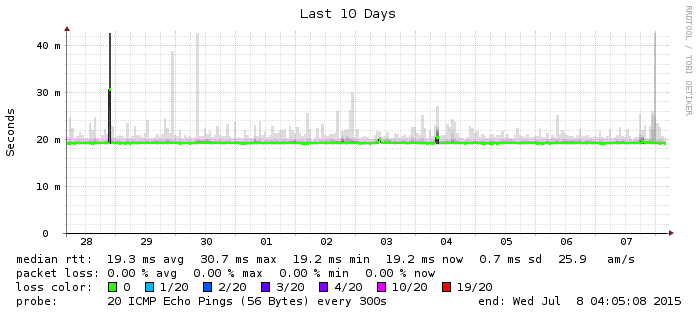 Last 10 Days
RRDTOOL / TOBI OETIKER
Seconds
40 m
30 m
20 m
10 m
0
28 29 30 01 02 03 04 05 06 07
median rtt: 19.3 ms avg 30.7 ms max 19.2 ms min 19.2 ms now 0.7 ms sd 25.9 am/s
packet loss: 0.00 % avg 0.00 % max 0.00 % min 0.00 % now
loss color: 0 1/20 2/20 3/20 4/20 10/20 19/20
probe: 20 ICMP Echo Pings (56 Bytes) every 300s end: Wed Jul 8 04:05:08 2015